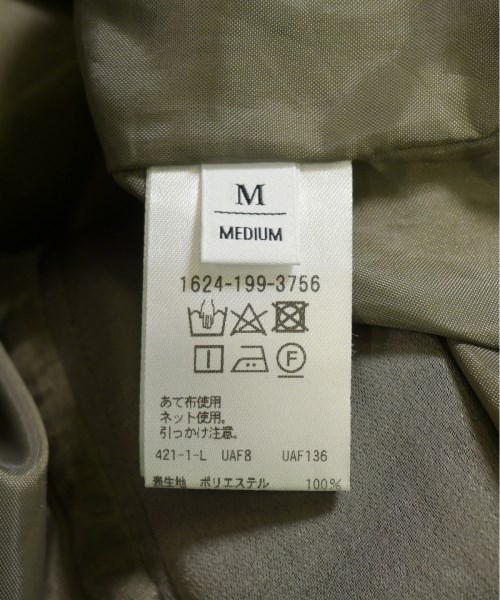 M
MEDIUM
1624-199-3756
F
あて布使用
ネット使用。
引っかけ注意。
421-1-L UAF8 UAF136
表生地 ポリエステル 100%